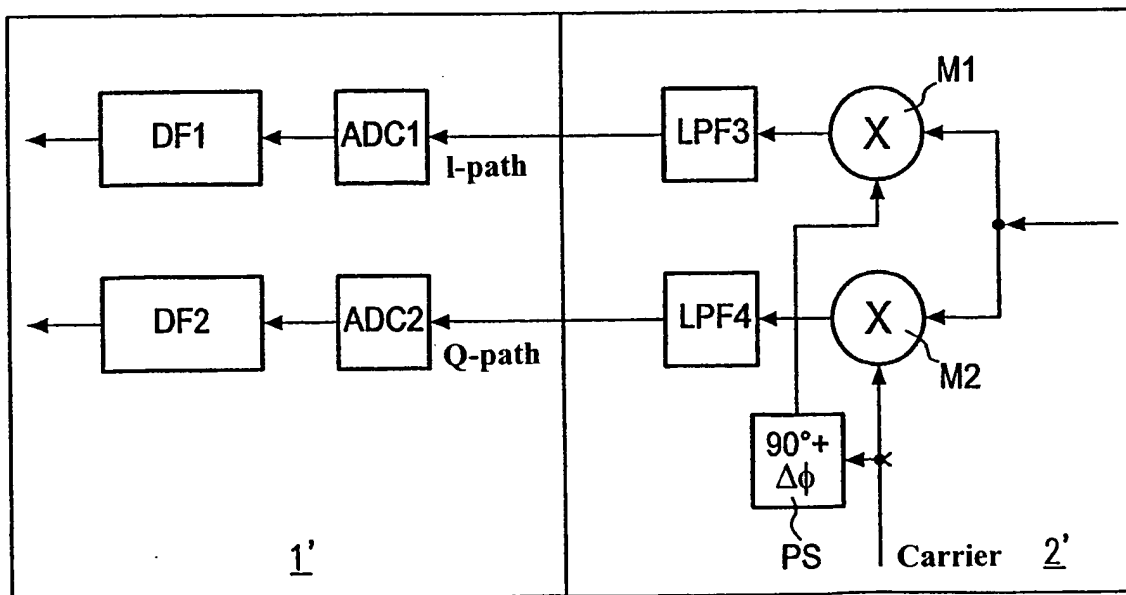 M1
DF1
ADC1
LPF3
X
I-path
DF2
ADC2
LPF4
X
Q-path
M2
90°+
Δϕ
PS
Carrier
1'
2'